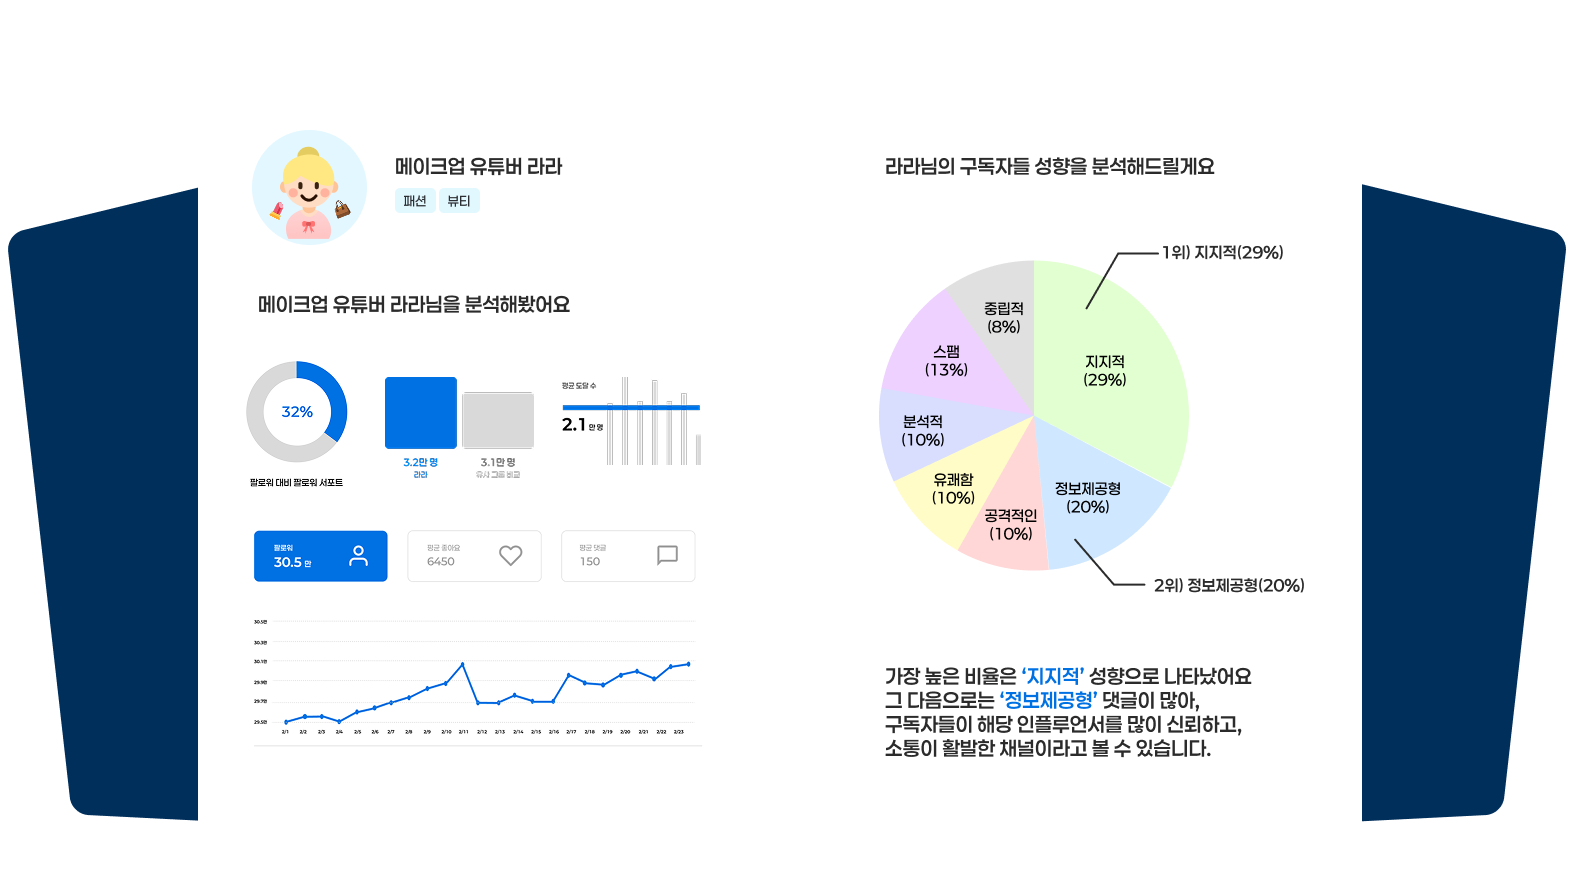 메이크업 유튜버 라라
패션
뷰티
메이크업 유튜버 라라님을 분석해봤어요
32%
팔로워 대비 팔로워 서포트
3.2만 명
라라
3.1만 명
유사 그룹 비교
평균 도달 수
2.1 만 명
팔로워
30.5 만
평균 좋아요
6450
평균 댓글
150
30.5만
30.3만
30.1만
29.9만
29.7만
29.5만
2/1 2/2 2/3 2/4 2/5 2/6 2/7 2/8 2/9 2/10 2/11 2/12 2/13 2/14 2/15 2/16 2/17 2/18 2/19 2/20 2/21 2/22 2/23
라라님의 구독자들 성향을 분석해드릴게요
1위) 지지적(29%)
중립적
(8%)
스팸
(13%)
지지적
(29%)
분석적
(10%)
유쾌함
(10%)
정보제공형
(20%)
공격적인
(10%)
2위) 정보제공형(20%)
가장 높은 비율은 ‘지지적’ 성향으로 나타났어요
그 다음으로는 ‘정보제공형’ 댓글이 많아,
구독자들이 해당 인플루언서를 많이 신뢰하고,
소통이 활발한 채널이라고 볼 수 있습니다.